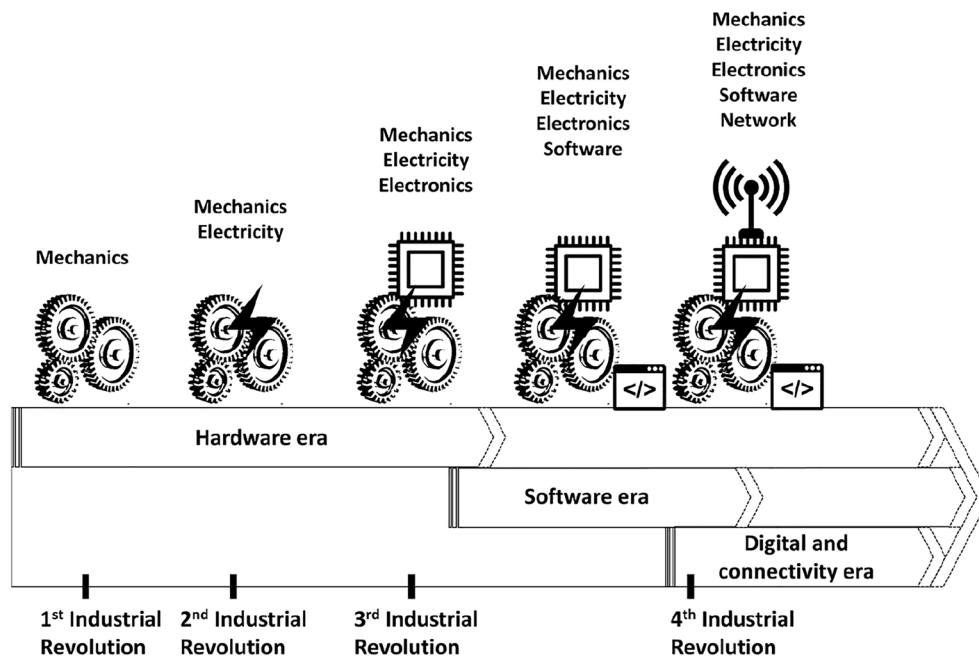 Mechanics
Mechanics
Electricity
Mechanics
Electricity
Electronics
Mechanics
Electricity
Electronics
Software
Mechanics
Electricity
Electronics
Software
Network
</>
</>
Hardware era
Software era
Digital and
connectivity era
1st Industrial
Revolution
2nd Industrial
Revolution
3rd Industrial
Revolution
4th Industrial
Revolution